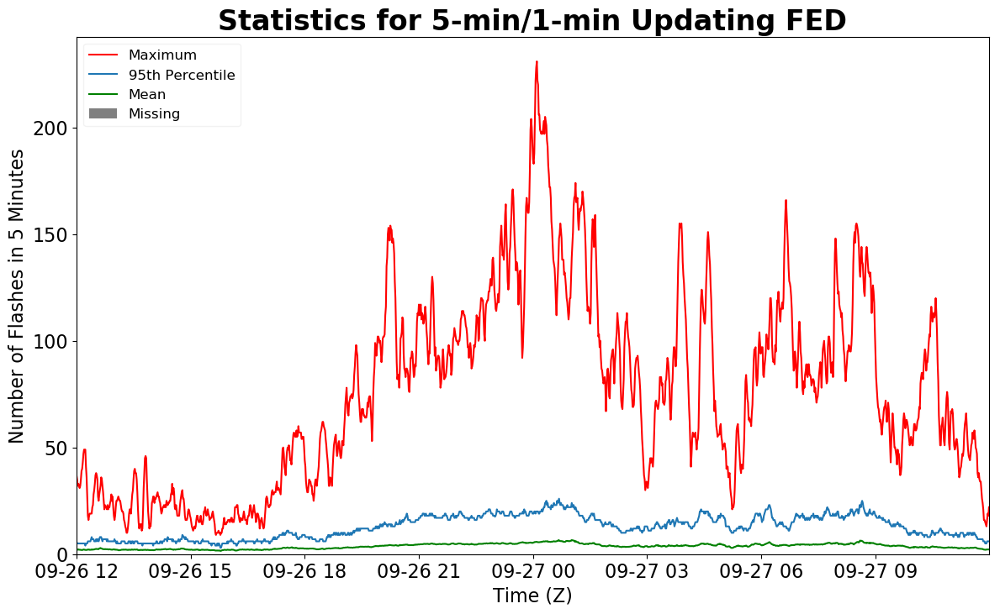 Statistics for 5-min/1-min Updating FED
Maximum
95th Percentile
Mean
Missing
Number of Flashes in 5 Minutes
200
150
100
50
0
09-26 12 09-26 15 09-26 18 09-26 21 09-27 00 09-27 03 09-27 06 09-27 09
Time (Z)